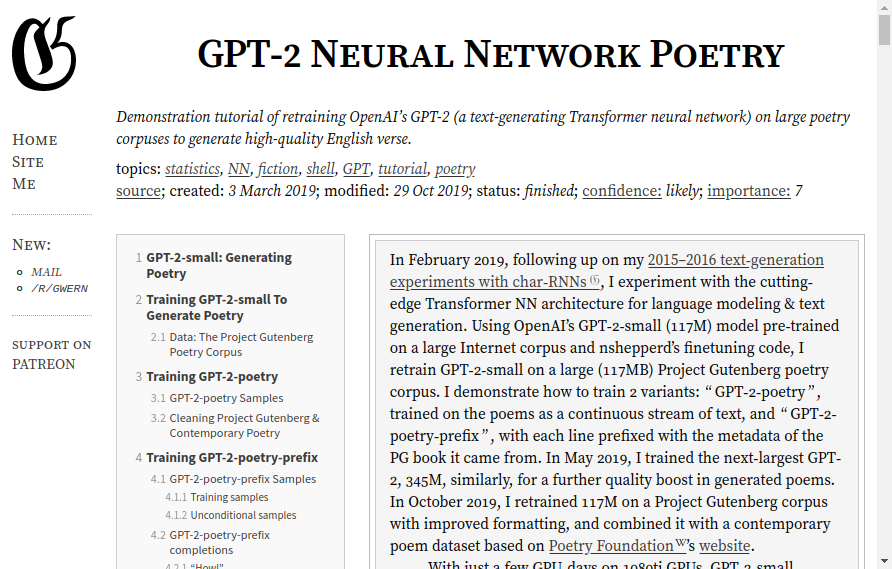 GPT-2 Neural Network Poetry
Demonstration tutorial of retraining OpenAI’s GPT-2 (a text-generating Transformer neural network) on large poetry
corpuses to generate high-quality English verse.
topics: statistics, NN, fiction, shell, GPT, tutorial, poetry
source; created: 3 March 2019; modified: 29 Oct 2019; status: finished; confidence: likely; importance: 7
Home
Site
Me
New:
MAIL
/R/GWERN
support on
PATREON
1 GPT-2-small: Generating
Poetry
2 Training GPT-2-small To
Generate Poetry
2.1 Data: The Project Gutenberg
Poetry Corpus
3 Training GPT-2-poetry
3.1 GPT-2-poetry Samples
3.2 Cleaning Project Gutenberg &
Contemporary Poetry
4 Training GPT-2-poetry-prefix
4.1 GPT-2-poetry-prefix Samples
4.1.1 Training samples
4.1.2 Unconditional samples
4.2 GPT-2-poetry-prefix
completions
4.2.1 “Howl”
In February 2019, following up on my 2015–2016 text-generation
experiments with char-RNNs, I experiment with the cutting-
edge Transformer NN architecture for language modeling & text
generation. Using OpenAI’s GPT-2-small (117M) model pre-trained
on a large Internet corpus and nshepperd’s finetuning code, I
retrain GPT-2-small on a large (117MB) Project Gutenberg poetry
corpus. I demonstrate how to train 2 variants: “GPT-2-poetry”,
trained on the poems as a continuous stream of text, and “GPT-2-
poetry-prefix”, with each line prefixed with the metadata of the
PG book it came from. In May 2019, I trained the next-largest GPT-
2, 345M, similarly, for a further quality boost in generated poems.
In October 2019, I retrained 117M on a Project Gutenberg corpus
with improved formatting, and combined it with a contemporary
poem dataset based on Poetry Foundation W’s website.
With just a few GPU-days on 1080ti GPUs, GPT-2-small